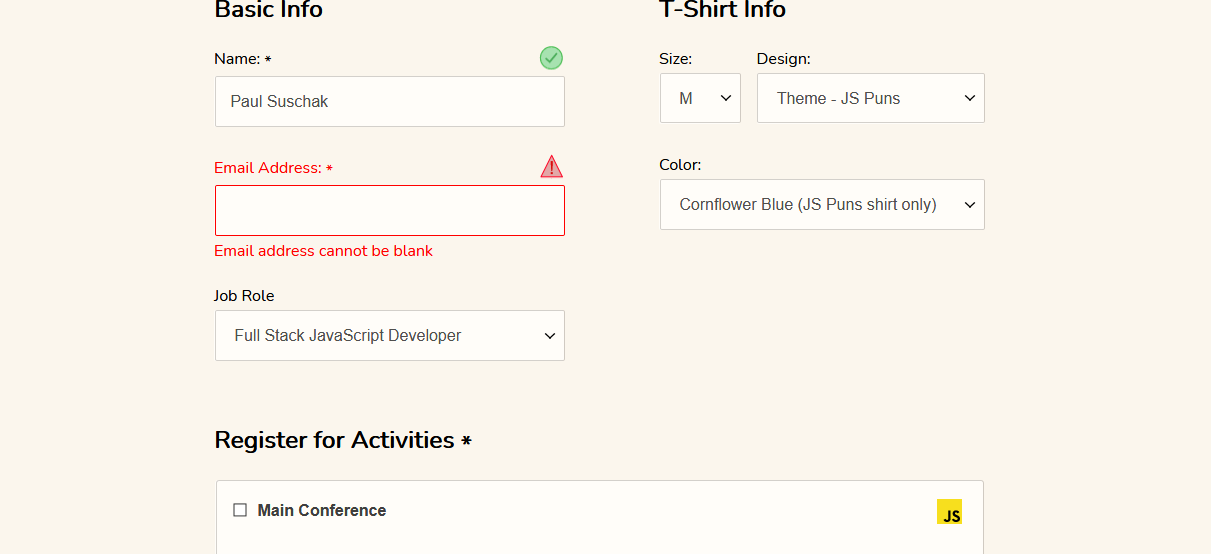 Basic Info
Name: *
Paul Suschak
Email Address: *
Email address cannot be blank
Job Role
Full Stack JavaScript Developer
T-Shirt Info
Size: Design:
M Theme - JS Puns
Color:
Cornflower Blue (JS Puns shirt only)
Register for Activities *
Main Conference
JS